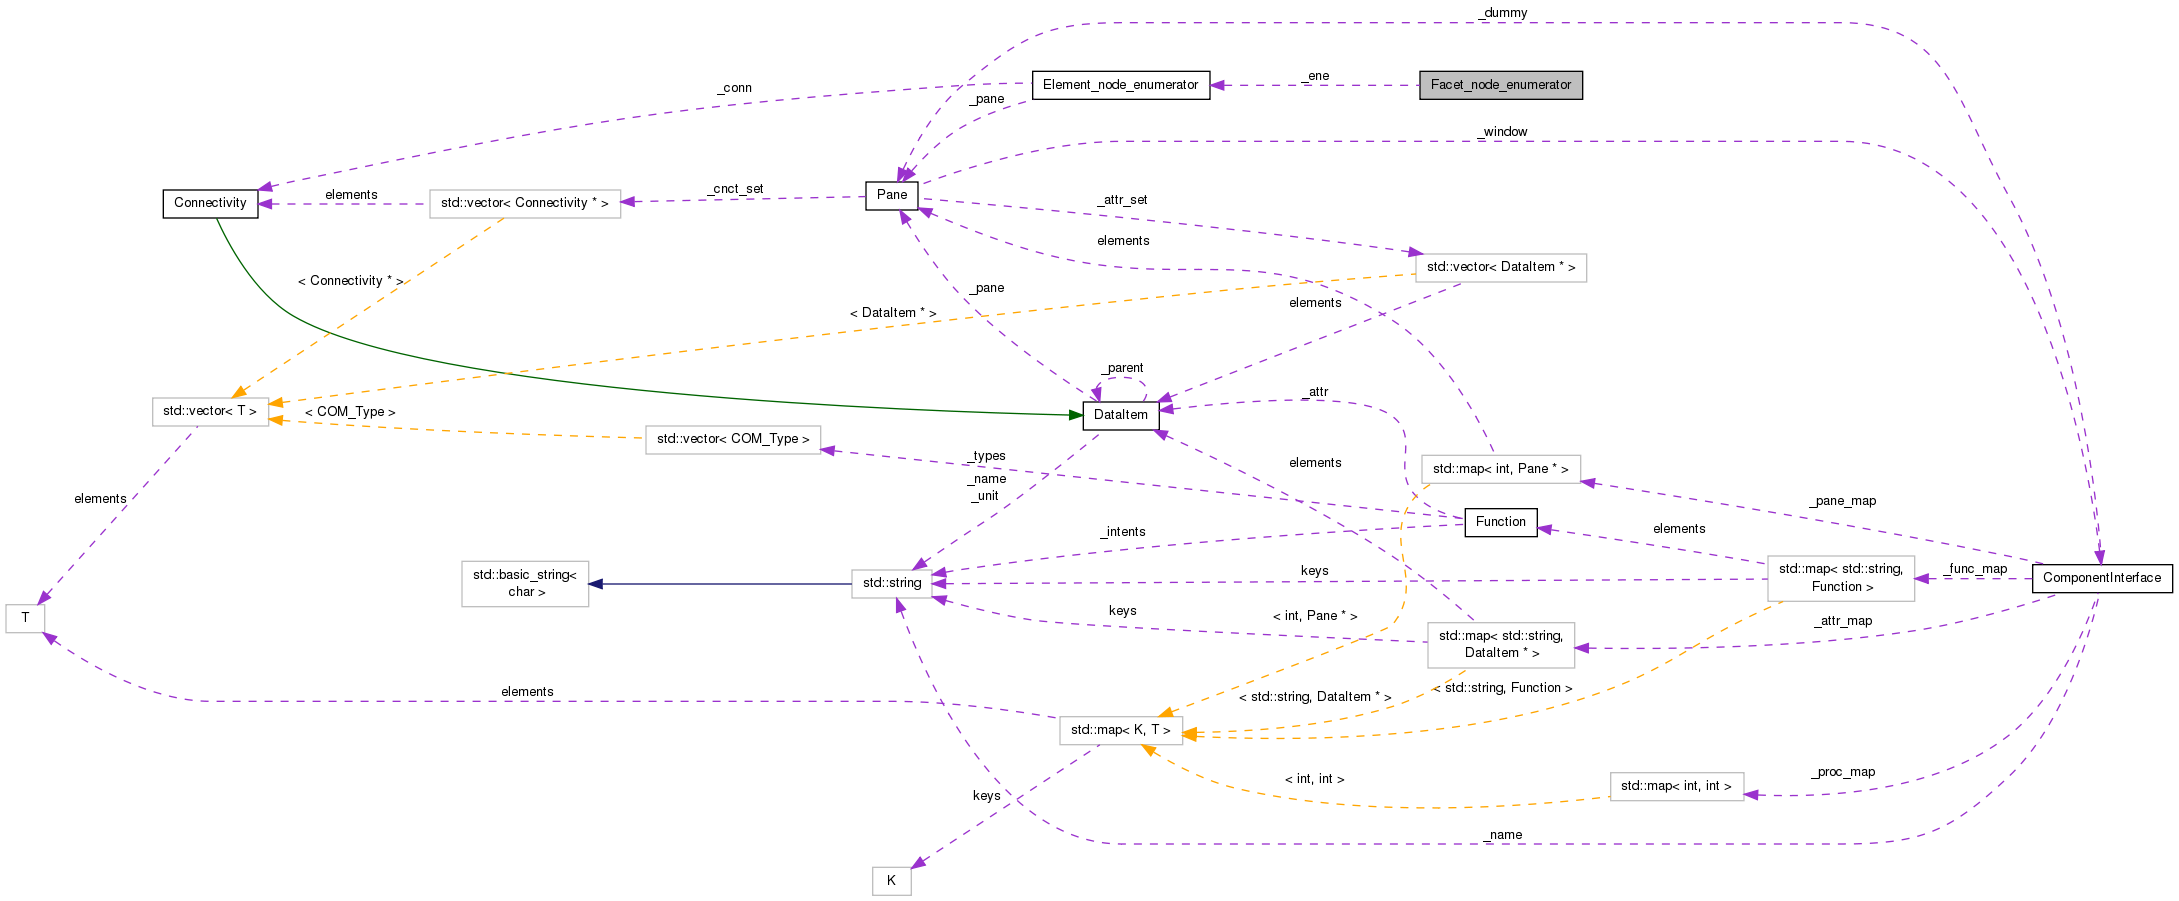 _dummy
Element_node_enumerator
_ene
Facet_node_enumerator
_conn
_pane
_window
Connectivity
elements
std::vector< Connectivity * >
_cnct_set
Pane
_attr_set
elements
std::vector< DataItem * >
< Connectivity * >
_pane
elements
< DataItem * >
_parent
_attr
std::vector< T >
< COM_Type >
DataItem
std::vector< COM_Type >
_types
elements
std::map< int, Pane * >
_name
_unit
elements
_pane_map
_intents
Function
elements
std::basic_string<
char >
std::string
keys
std::map< std::string,
Function >
_func_map
ComponentInterface
T
keys
< int, Pane * >
std::map< std::string,
DataItem * >
_attr_map
elements
< std::string, DataItem * >
< std::string, Function >
std::map< K, T >
< int, int >
std::map< int, int >
_proc_map
keys
_name
K